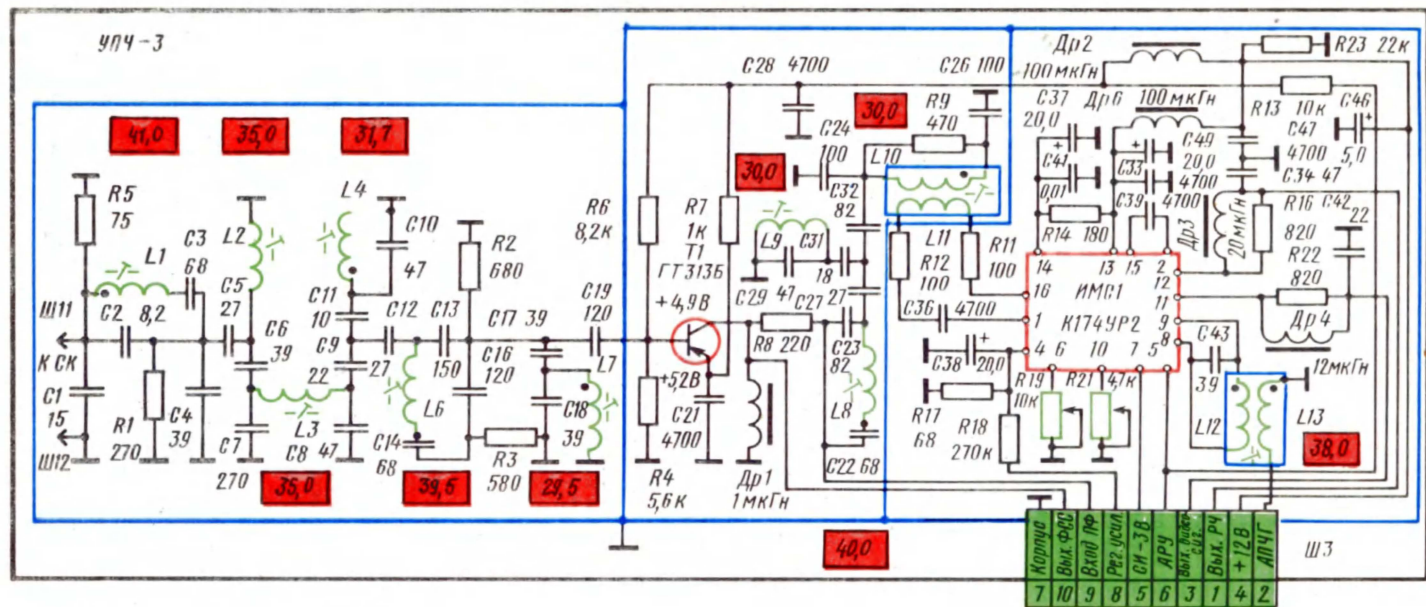 УПЧ-3
41,0
35,0
31,7
R5
75
L1
8,2
C3
68
L2
L4
C10
47
R2
680
C19
120
R6
8,2к
Ш11
К СК
Ш12
C1
15
C2
R1
270
C4
39
C5
27
C6
39
C7
270
L3
22
C8
47
C9
C11
10
C12
27
C13
150
L6
C14
68
C17 39
C16
120
L7
C18
39
R3
580
35,0
39,6
29,6
C28 4700
C26 100
R9
470
30,0
C24
100
30,0
R7
1к
Т1
ГТ313Б
+4,9В
+5,2В
C21
4700
R4
5,6к
Др1
1мкГн
L9
C31
C29
47
18
C27
27
C32
82
R8
220
C23
82
L8
C22 68
40,0
L10
L11
R12
100
R11
100
C36
4700
C38
20,0
R17
68
R18
270к
R19
10к
R21
4,7к
Др2
100мкГн
R23 22к
C37
20,0
Др6
100мкГн
R13
10к
C46
+
5,0
C41
0,01
R14
180
+
C49
20,0
C33
4700
C39
4700
C47
4700
C34 47
Др3
20мкГн
R16
820
C42
22
R22
820
Др4
12мкГн
C43
39
L12
L13
38,0
14
13
15
2
16
12
ИМС1
11
1
К174УР2
9
4
6
10
7
5
8
Ш3
Корпус
Вых. ФСС
Вход ПФ
Рег. усил
СИ-3В
АРУ
Вых. видеосиг.
Вых. РЧ
+12В
АПЧГ
7
10
9
8
5
6
3
1
4
2